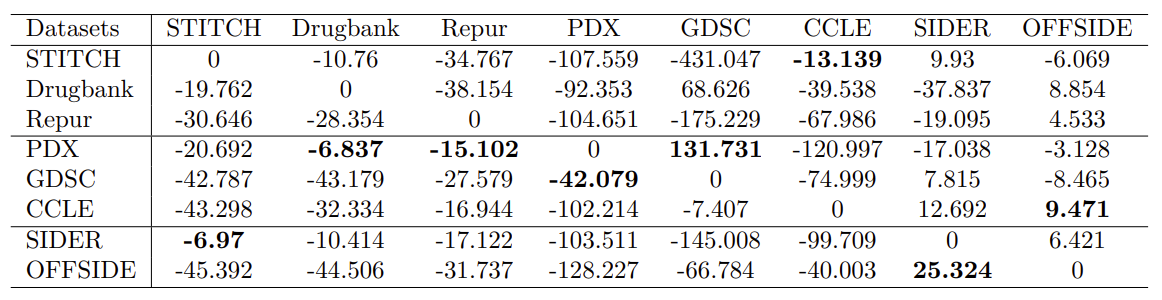 Datasets STITCH Drugbank Repur PDX GDSC CCLE SIDER OFFSIDE
STITCH 0 -10.76 -34.767 -107.559 -431.047 -13.139 9.93 -6.069
Drugbank -19.762 0 -38.154 -92.353 68.626 -39.538 -37.837 8.854
Repur -30.646 -28.354 0 -104.651 -175.229 -67.986 -19.095 4.533
PDX -20.692 -6.837 -15.102 0 131.731 -120.997 -17.038 -3.128
GDSC -42.787 -43.179 -27.579 -42.079 0 -74.999 7.815 -8.465
CCLE -43.298 -32.334 -16.944 -102.214 -7.407 0 12.692 9.471
SIDER -6.97 -10.414 -17.122 -103.511 -145.008 -99.709 0 6.421
OFFSIDE -45.392 -44.506 -31.737 -128.227 -66.784 -40.003 25.324 0